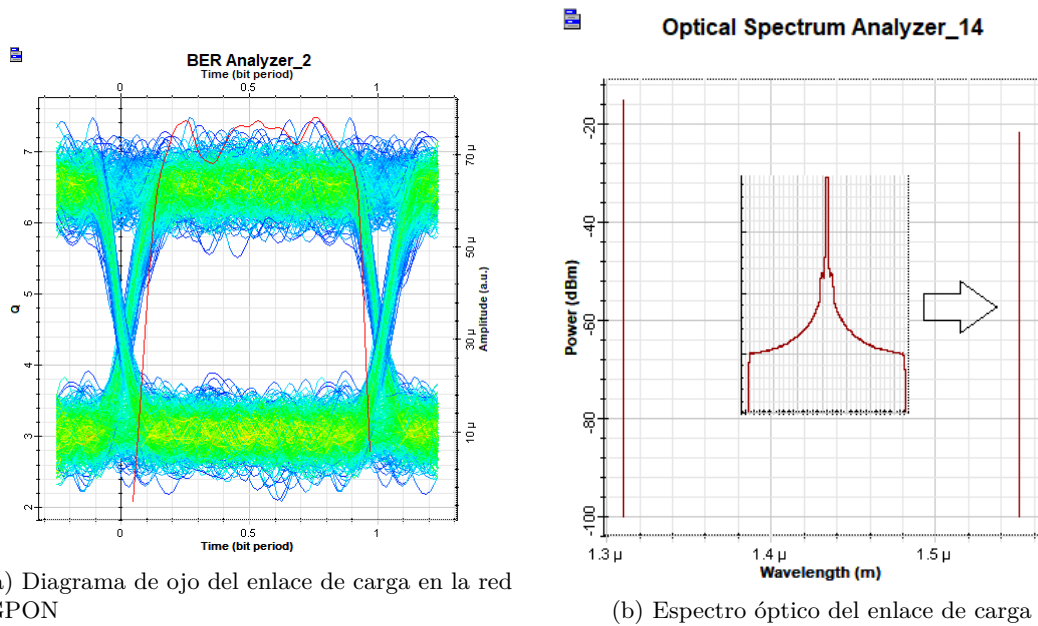 BER Analyzer_2
Time (bit period)
0 0.5 1
7
6
5
4
3
2
Q
70 µ
50 µ
30 µ
10 µ
Amplitude (a.u.)
0 0.5 1
Time (bit period)
a) Diagrama de ojo del enlace de carga en la red
GPON
Optical Spectrum Analyzer_14
-20
-40
-60
-80
-100
Power (dBm)
1.3 µ 1.4 µ 1.5 µ
Wavelength (m)
(b) Espectro óptico del enlace de carga